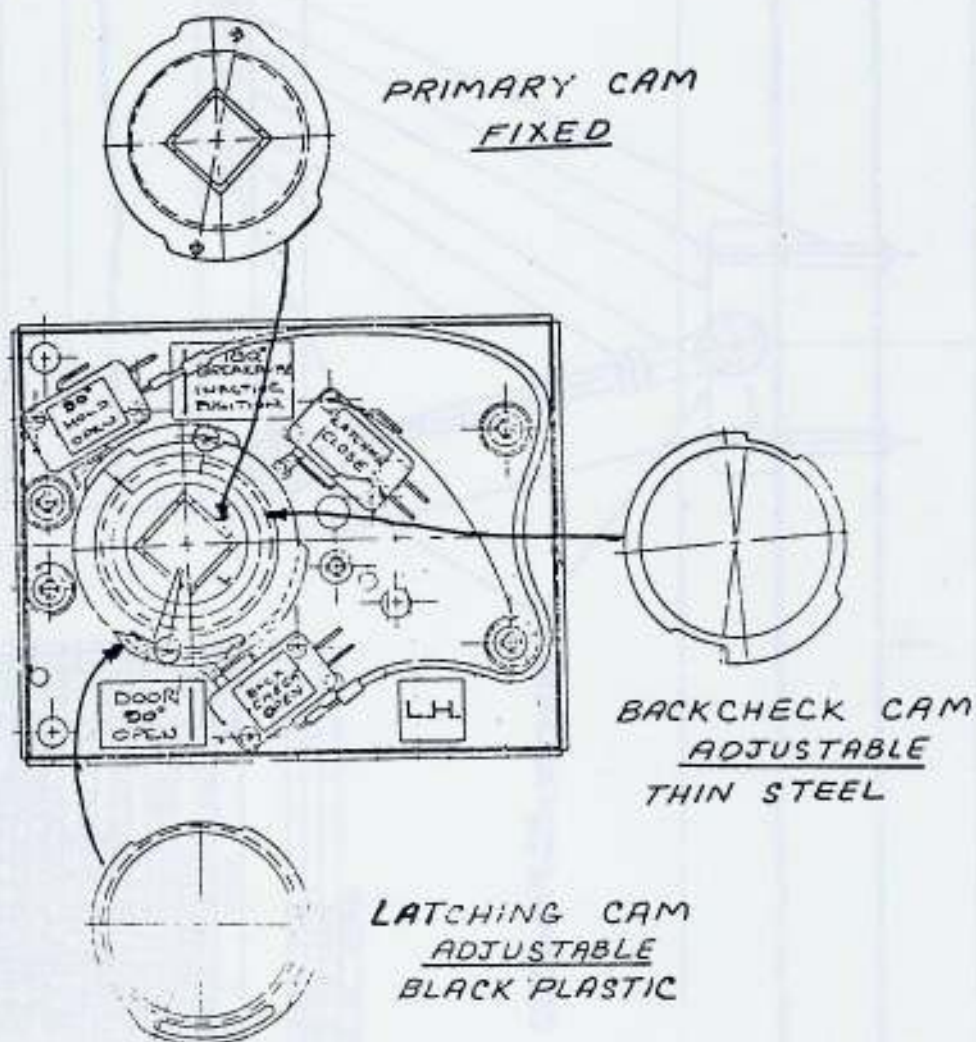 PRIMARY CAM
FIXED
90°
HOLD
OPEN
180°
BREAKAWAY
POSITION
LATCHING
CLOSE
DOOR
90°
OPEN
BACK
CHECK
OPEN
L.H.
BACKCHECK CAM
ADJUSTABLE
THIN STEEL
LATCHING CAM
ADJUSTABLE
BLACK PLASTIC